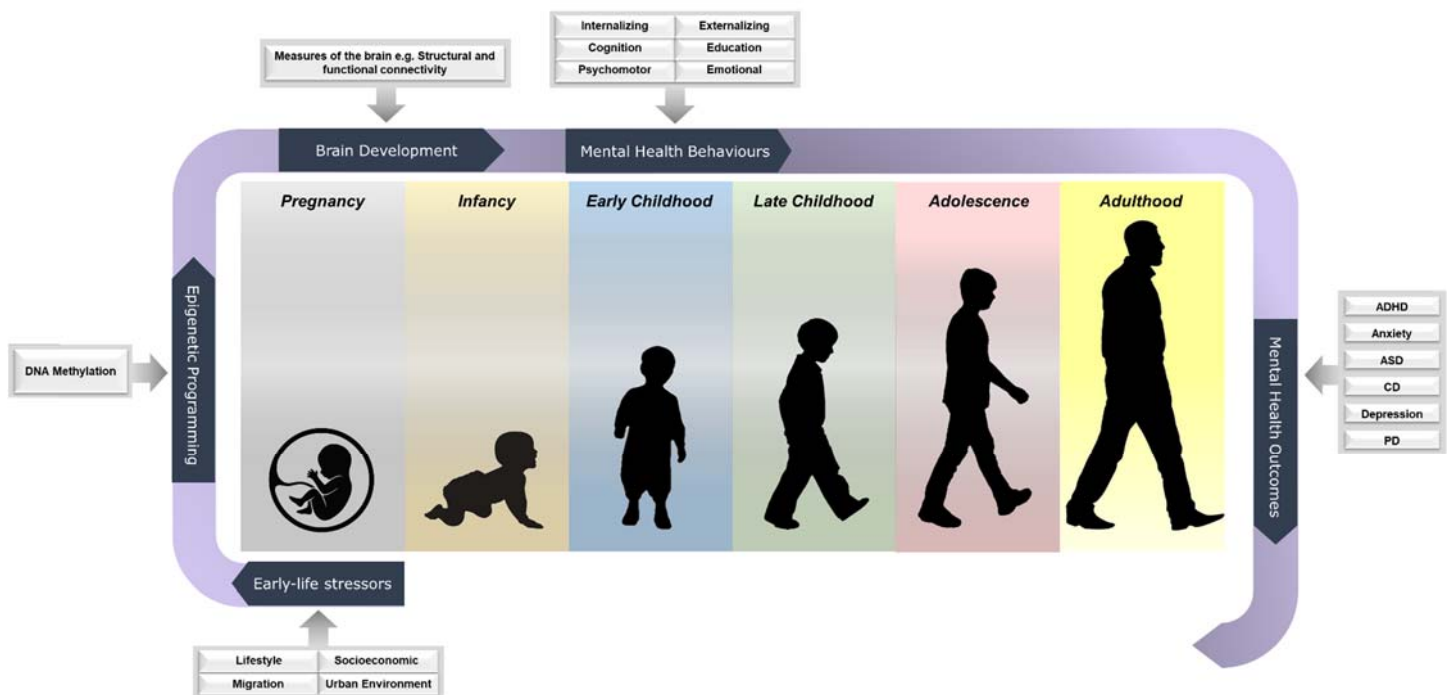 Internalizing
Externalizing
Cognition
Education
Psychomotor
Emotional
Measures of the brain e.g. Structural and
functional connectivity
Brain Development
Mental Health Behaviours
Pregnancy
Infancy
Early Childhood
Late Childhood
Adolescence
Adulthood
Epigenetic Programming
DNA Methylation
Mental Health Outcomes
ADHD
Anxiety
ASD
CD
Depression
PD
Early-life stressors
Lifestyle
Socioeconomic
Migration
Urban Environment